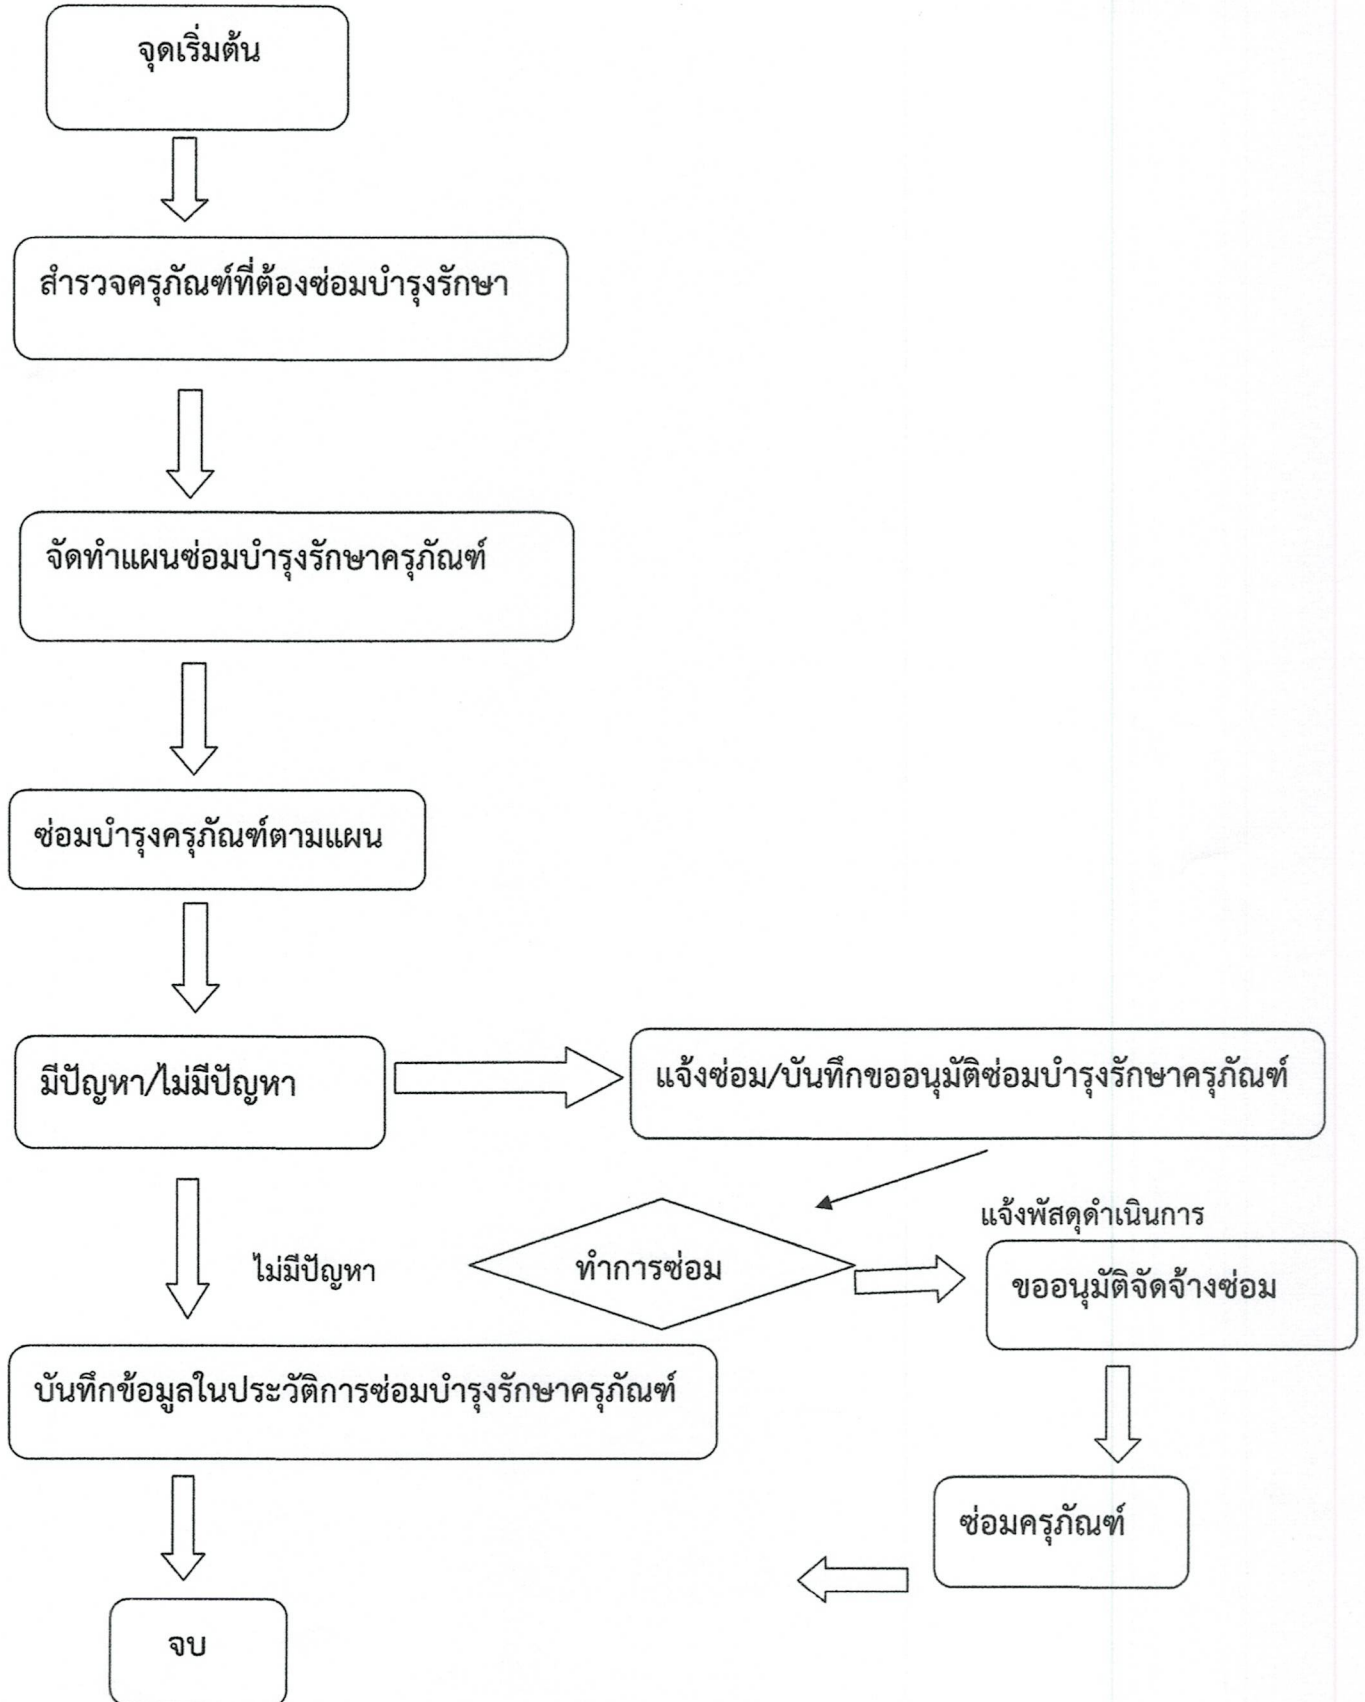 จุดเริ่มต้น
สำรวจครุภัณฑ์ที่ต้องซ่อมบำรุงรักษา
จัดทำแผนซ่อมบำรุงรักษาครุภัณฑ์
ซ่อมบำรุงครุภัณฑ์ตามแผน
มีปัญหา/ไม่มีปัญหา
แจ้งซ่อม/บันทึกขออนุมัติซ่อมบำรุงรักษาครุภัณฑ์
แจ้งพัสดุดำเนินการ
ไม่มีปัญหา
ทำการซ่อม
ขออนุมัติจัดจ้างซ่อม
บันทึกข้อมูลในประวัติการซ่อมบำรุงรักษาครุภัณฑ์
ซ่อมครุภัณฑ์
จบ